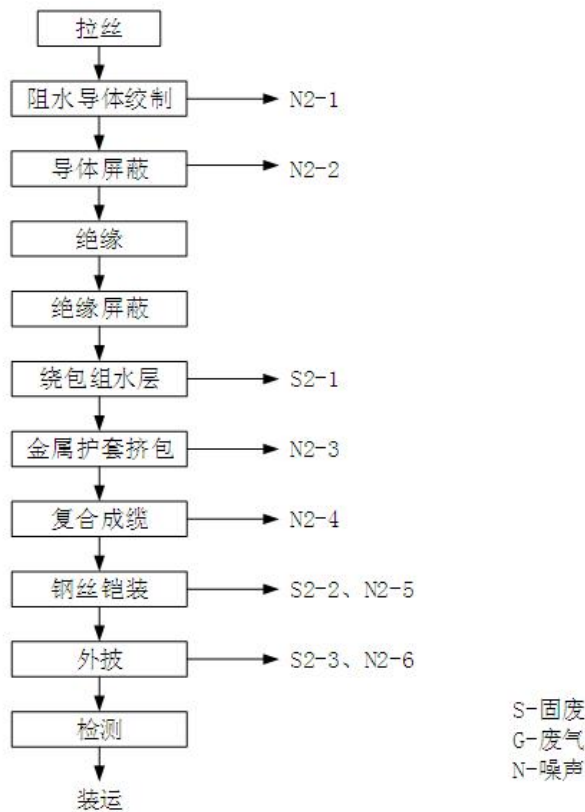 拉丝
阻水导体绞制 N2-1
导体屏蔽 N2-2
绝缘
绝缘屏蔽
绕包组水层 S2-1
金属护套挤包 N2-3
复合成缆 N2-4
钢丝铠装 S2-2、N2-5
外披 S2-3、N2-6
检测
装运
S-固废
G-废气
N-噪声